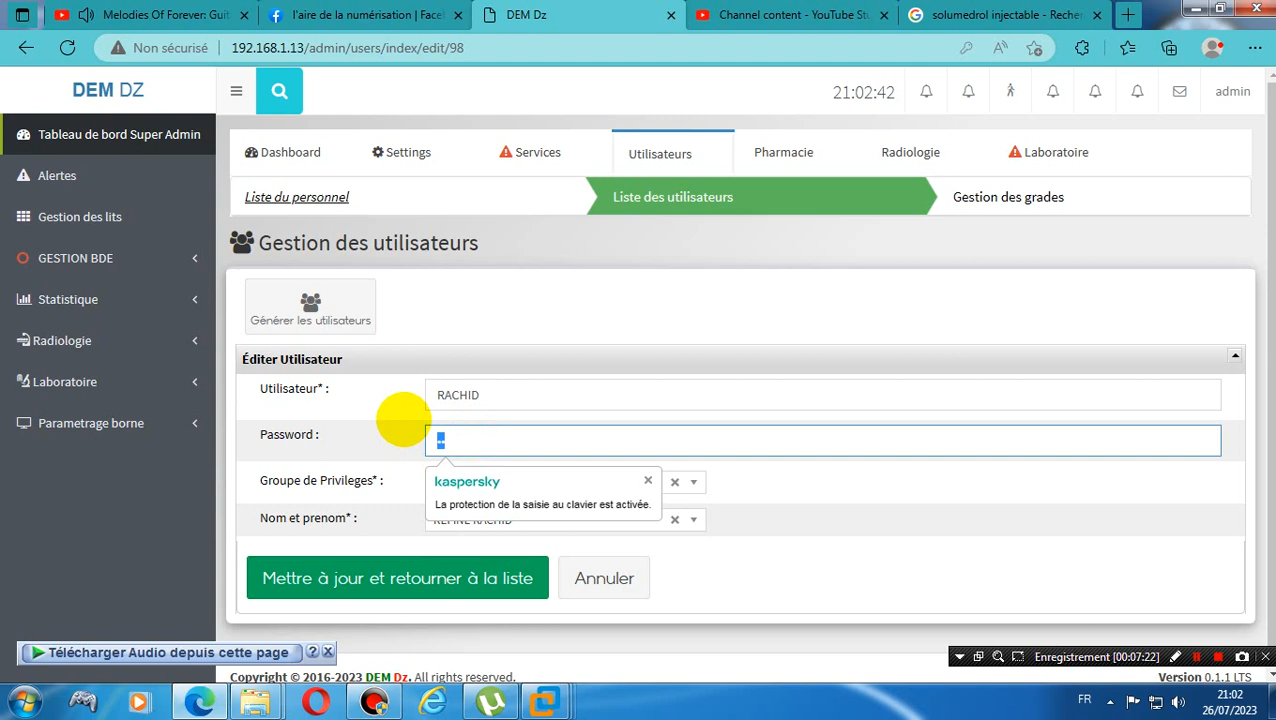 Melodies Of Forever: Guit
l'aire de la numérisation | Facel
DEM Dz
Channel content - YouTube Stu
solumedrol injectable - Recher
Non sécurisé
192.168.1.13/admin/users/index/edit/98
DEM DZ
21:02:42
admin
Tableau de bord Super Admin
Alertes
Gestion des lits
GESTION BDE
Statistique
Radiologie
Laboratoire
Parametrage borne
Dashboard
Settings
Services
Utilisateurs
Pharmacie
Radiologie
Laboratoire
Liste du personnel
Liste des utilisateurs
Gestion des grades
Gestion des utilisateurs
Générer les utilisateurs
Éditer Utilisateur
Utilisateur* :
RACHID
Password :
kaspersky
La protection de la saisie au clavier est activée.
Groupe de Privileges* :
Nom et prenom* :
RACHID
Mettre à jour et retourner à la liste
Annuler
Télécharger Audio depuis cette page
Enregistrement [00:07:22]
Copyright © 2016-2023 DEM Dz. All rights reserved.
Version 0.1.1 LTS
FR
21:02
26/07/2023